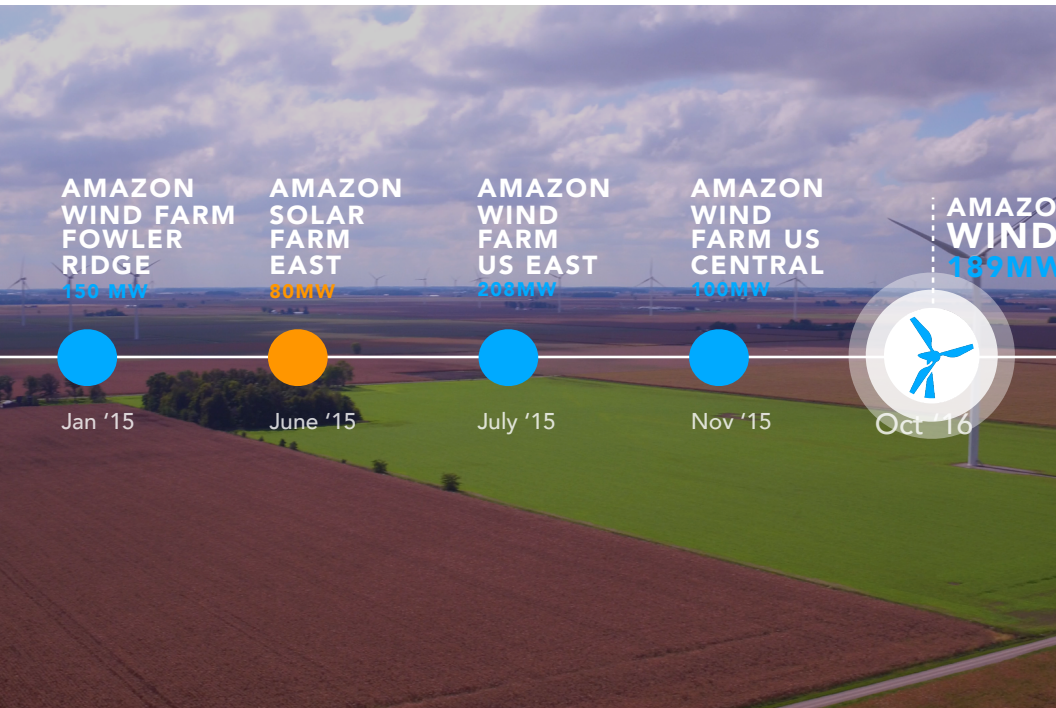 AMAZON
WIND FARM
FOWLER
RIDGE
150 MW
Jan ‘15
AMAZON
SOLAR
FARM
EAST
80MW
June ‘15
AMAZON
WIND
FARM
US EAST
208MW
July ‘15
AMAZON
WIND
FARM US
CENTRAL
100MW
Nov ‘15
AMAZO
WIND
189MW
Oct ‘16